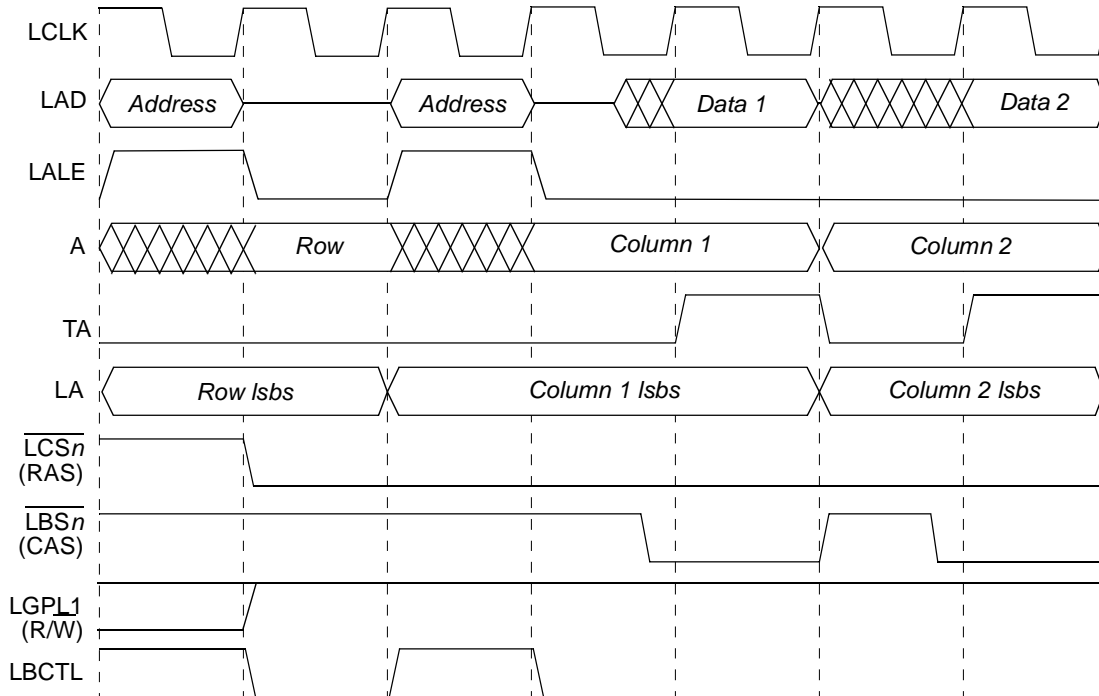 LCLK
LAD Address Address Data 1 Data 2
LALE
A Row Column 1 Column 2
TA
LA Row lsbs Column 1 lsbs Column 2 lsbs
LCSn
(RAS)
LBSn
(CAS)
LGPL1
(R/W)
LBCTL